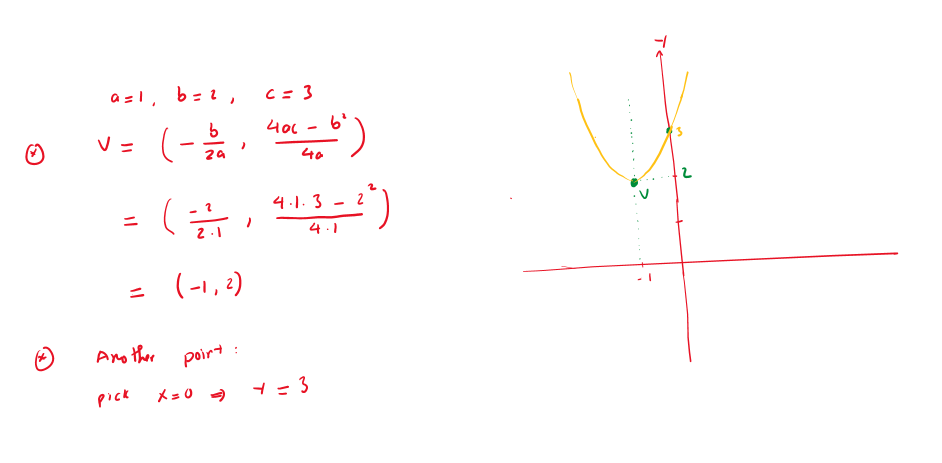 a=1, b=2, c=3
(*) V = (-b/2a, (4ac - b²)/4a)
= (-2/2·1, (4·1·3 - 2²)/4·1)
= (-1, 2)
(*) Another point:
pick x=0 ⇒ y = 3
y
3
2
V
-1